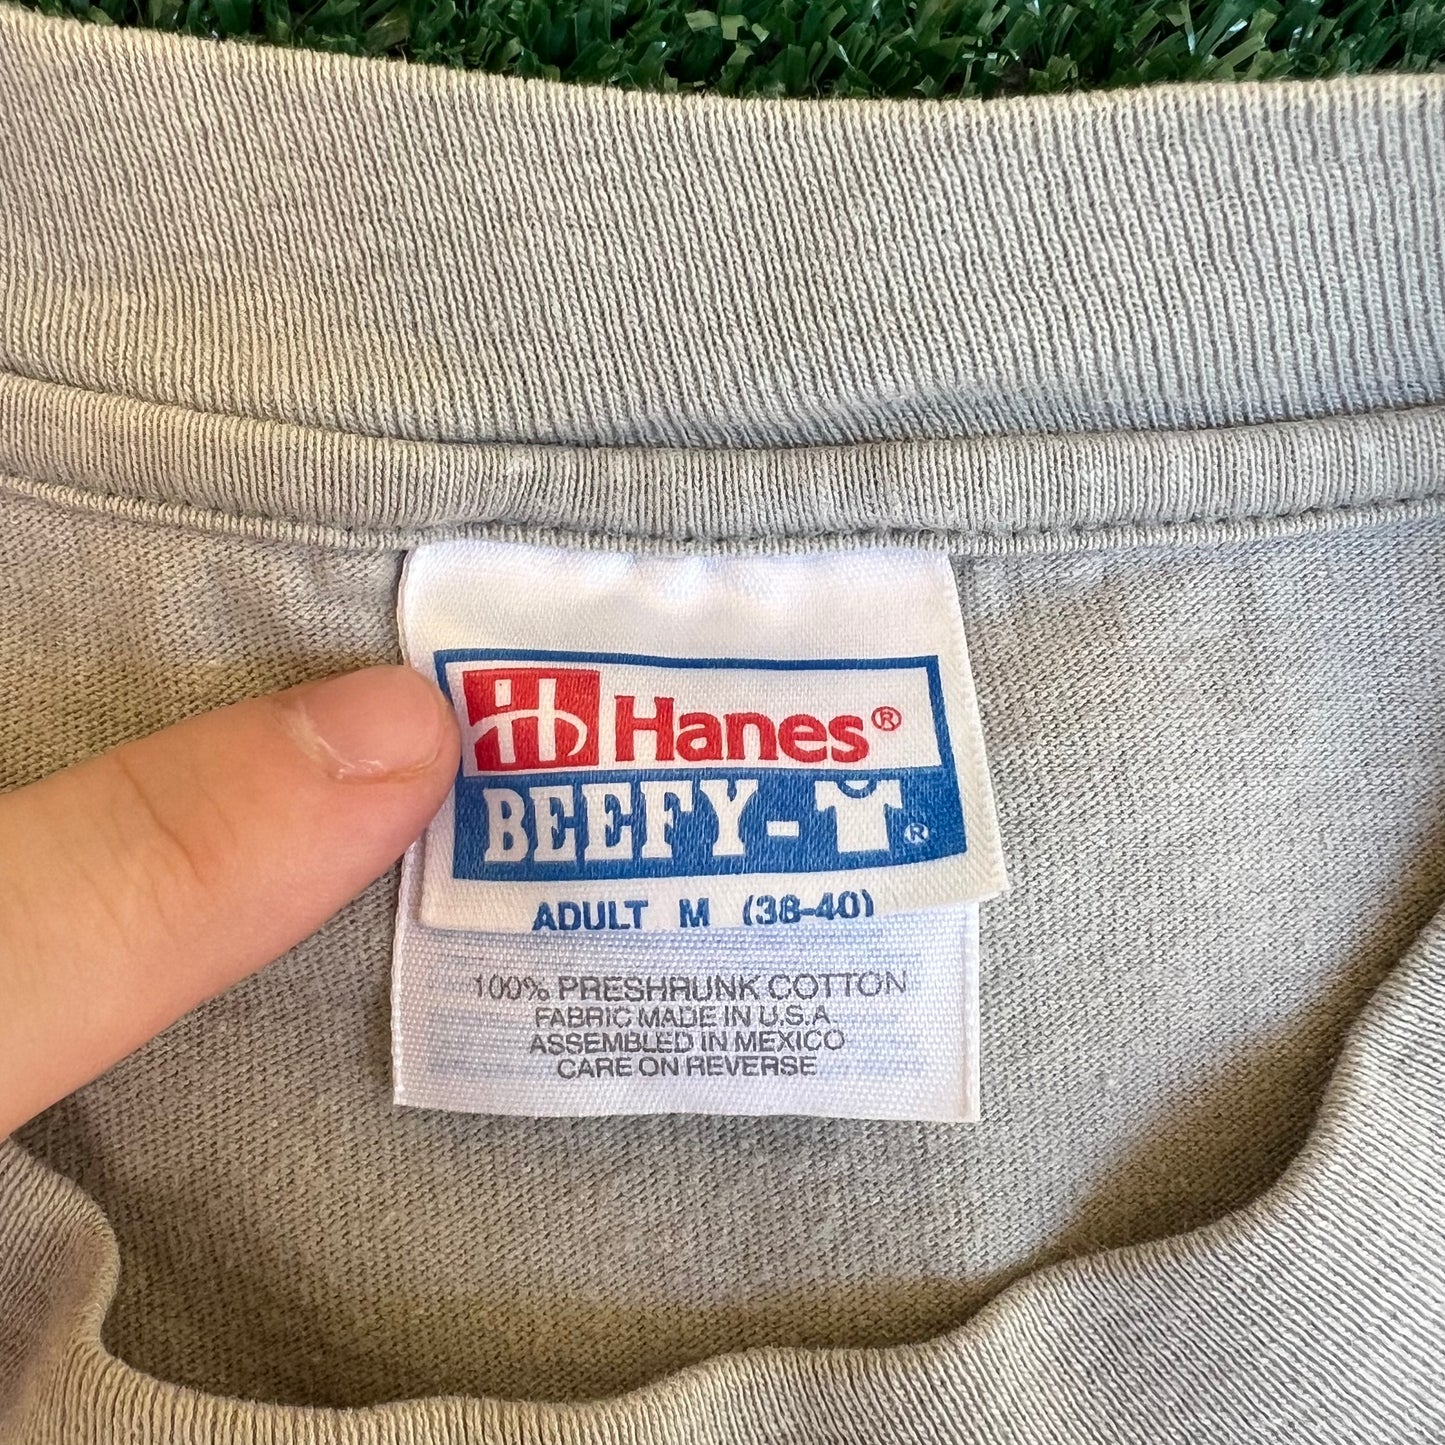 Hanes®
BEEFY-T®
ADULT M (38-40)
100% PRESHRUNK COTTON
FABRIC MADE IN U.S.A
ASSEMBLED IN MEXICO
CARE ON REVERSE